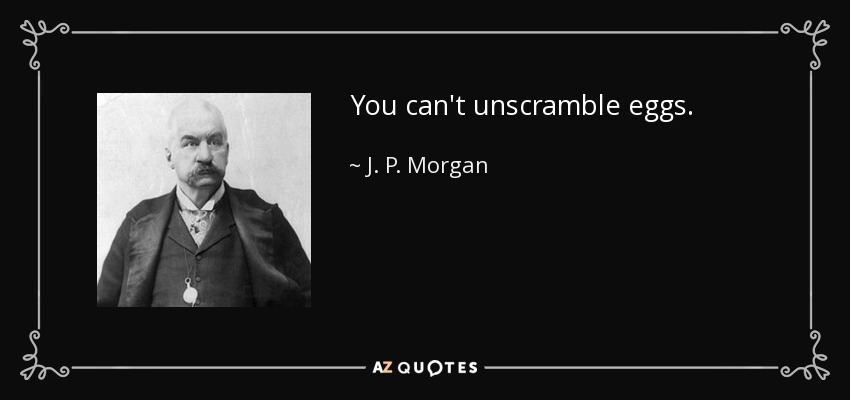 You can't unscramble eggs.
~ J. P. Morgan
AZ QUOTES